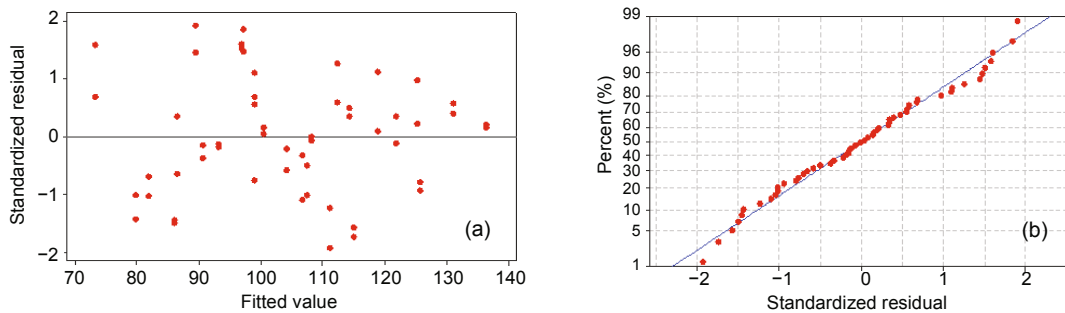 2
1
0
−1
−2
Standardized residual
70 80 90 100 110 120 130 140
Fitted value
(a)
99
96
90
80
70
60
50
40
30
20
10
5
1
Percent (%)
−2 −1 0 1 2
Standardized residual
(b)